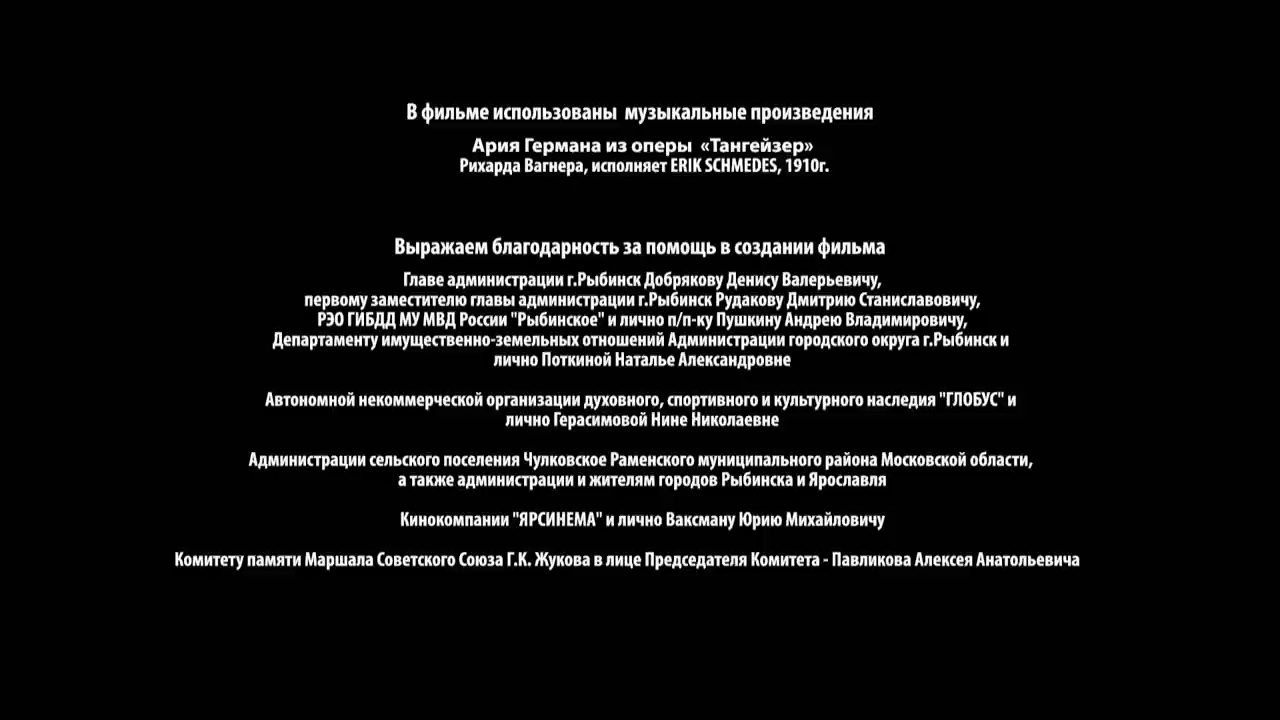 В фильме использованы музыкальные произведения
Ария Германа из оперы «Тангейзер»
Рихарда Вагнера, исполняет ERIK SCHMEDES, 1910г.
Выражаем благодарность за помощь в создании фильма
Главе администрации г.Рыбинск Добрякову Денису Валерьевичу,
первому заместителю главы администрации г.Рыбинск Рудакову Дмитрию Станиславовичу,
РЭО ГИБДД МУ МВД России "Рыбинское" и лично п/п-ку Пушкину Андрею Владимировичу,
Департаменту имущественно-земельных отношений Администрации городского округа г.Рыбинск и
лично Поткиной Наталье Александровне
Автономной некоммерческой организации духовного, спортивного и культурного наследия "ГЛОБУС" и
лично Герасимовой Нине Николаевне
Администрации сельского поселения Чулковское Раменского муниципального района Московской области,
а также администрации и жителям городов Рыбинска и Ярославля
Кинокомпании "ЯРСИНЕМА" и лично Ваксману Юрию Михайловичу
Комитету памяти Маршала Советского Союза Г.К. Жукова в лице Председателя Комитета - Павликова Алексея Анатольевича